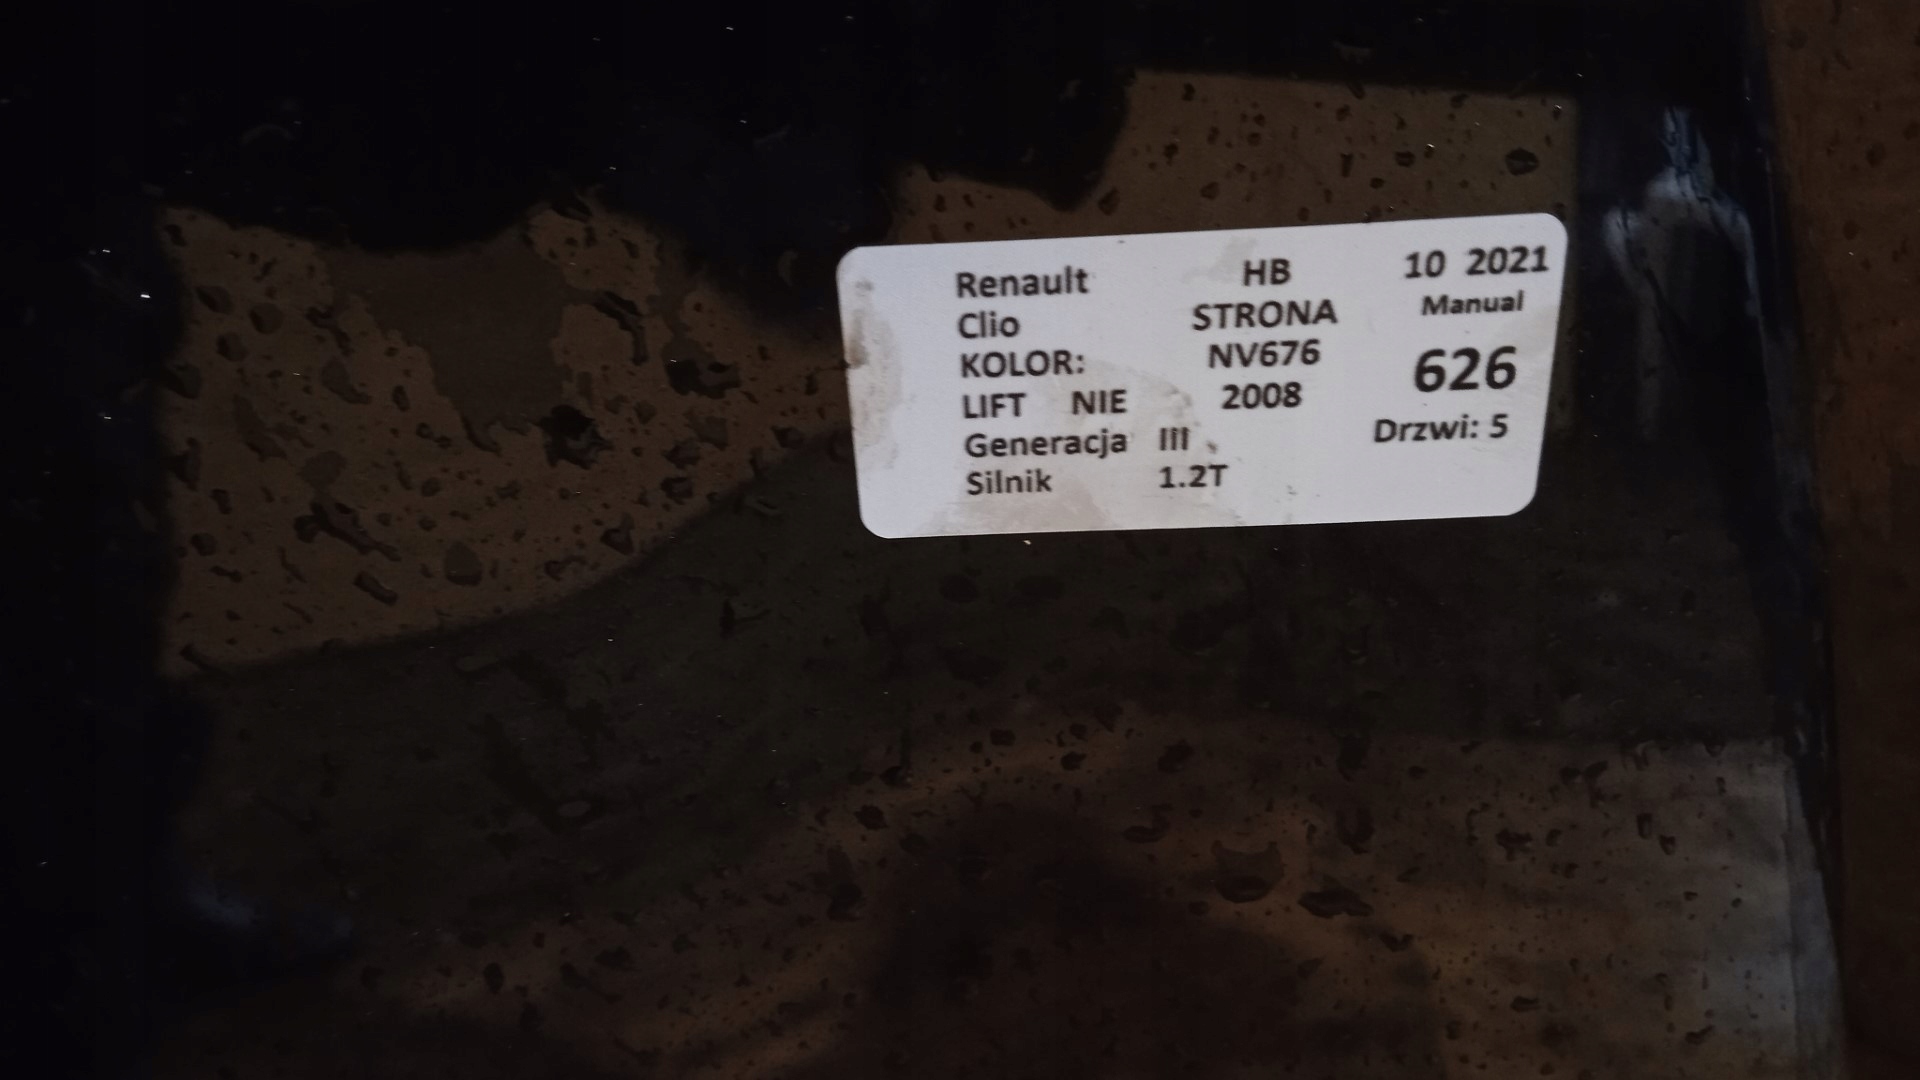 Renault HB 10 2021
Clio STRONA Manual
KOLOR: NV676 626
LIFT NIE 2008
Generacja III Drzwi: 5
Silnik 1.2T